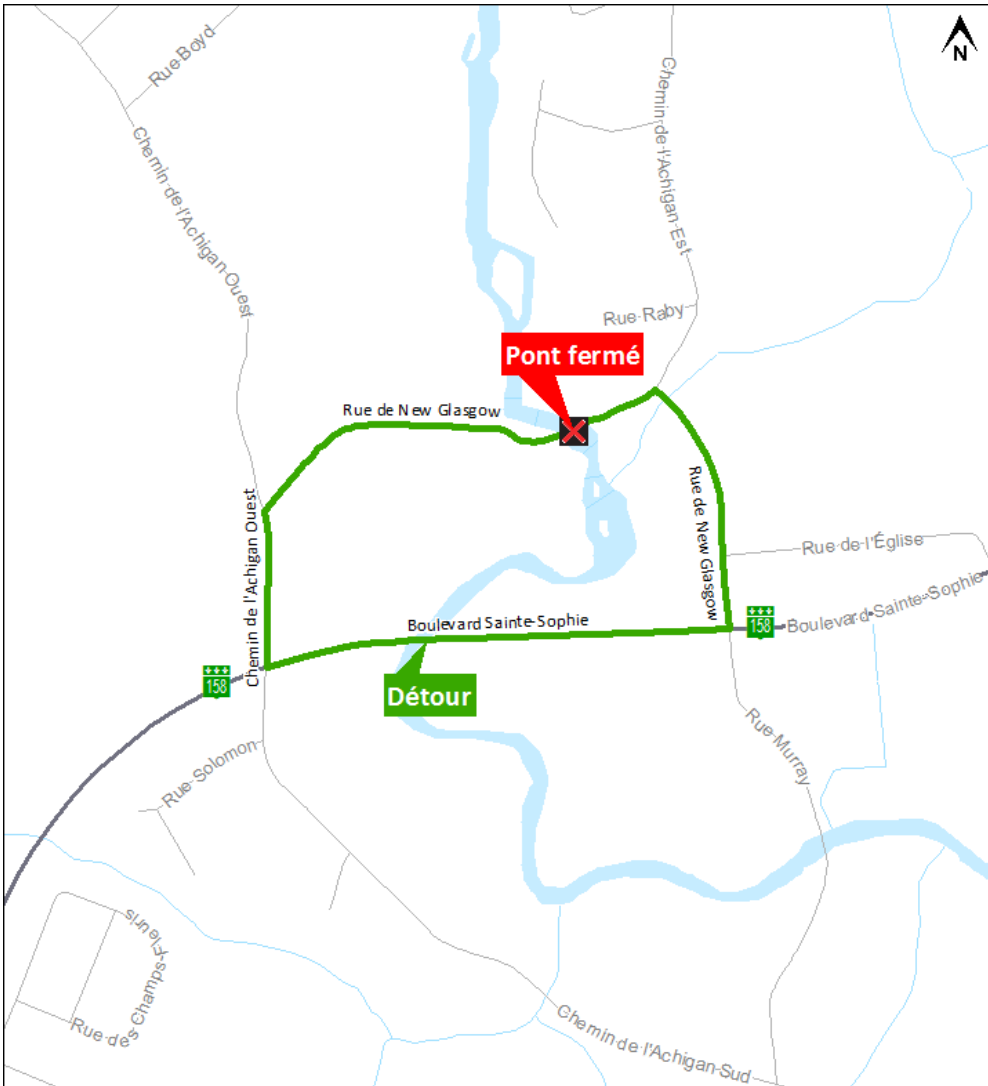 Rue Boyd
N
Chemin de l'Achigan Est
Chemin de l'Achigan Ouest
Rue Raby
Pont fermé
Rue de New Glasgow
Rue de New Glasgow
Chemin de l'Achigan Ouest
Rue de l'Église
Boulevard Sainte-Sophie
Boulevard Sainte-Sophie
158
158
Détour
Rue Solomon
Rue Murray
Rue des Champs-Fleuris
Chemin de l'Achigan Sud